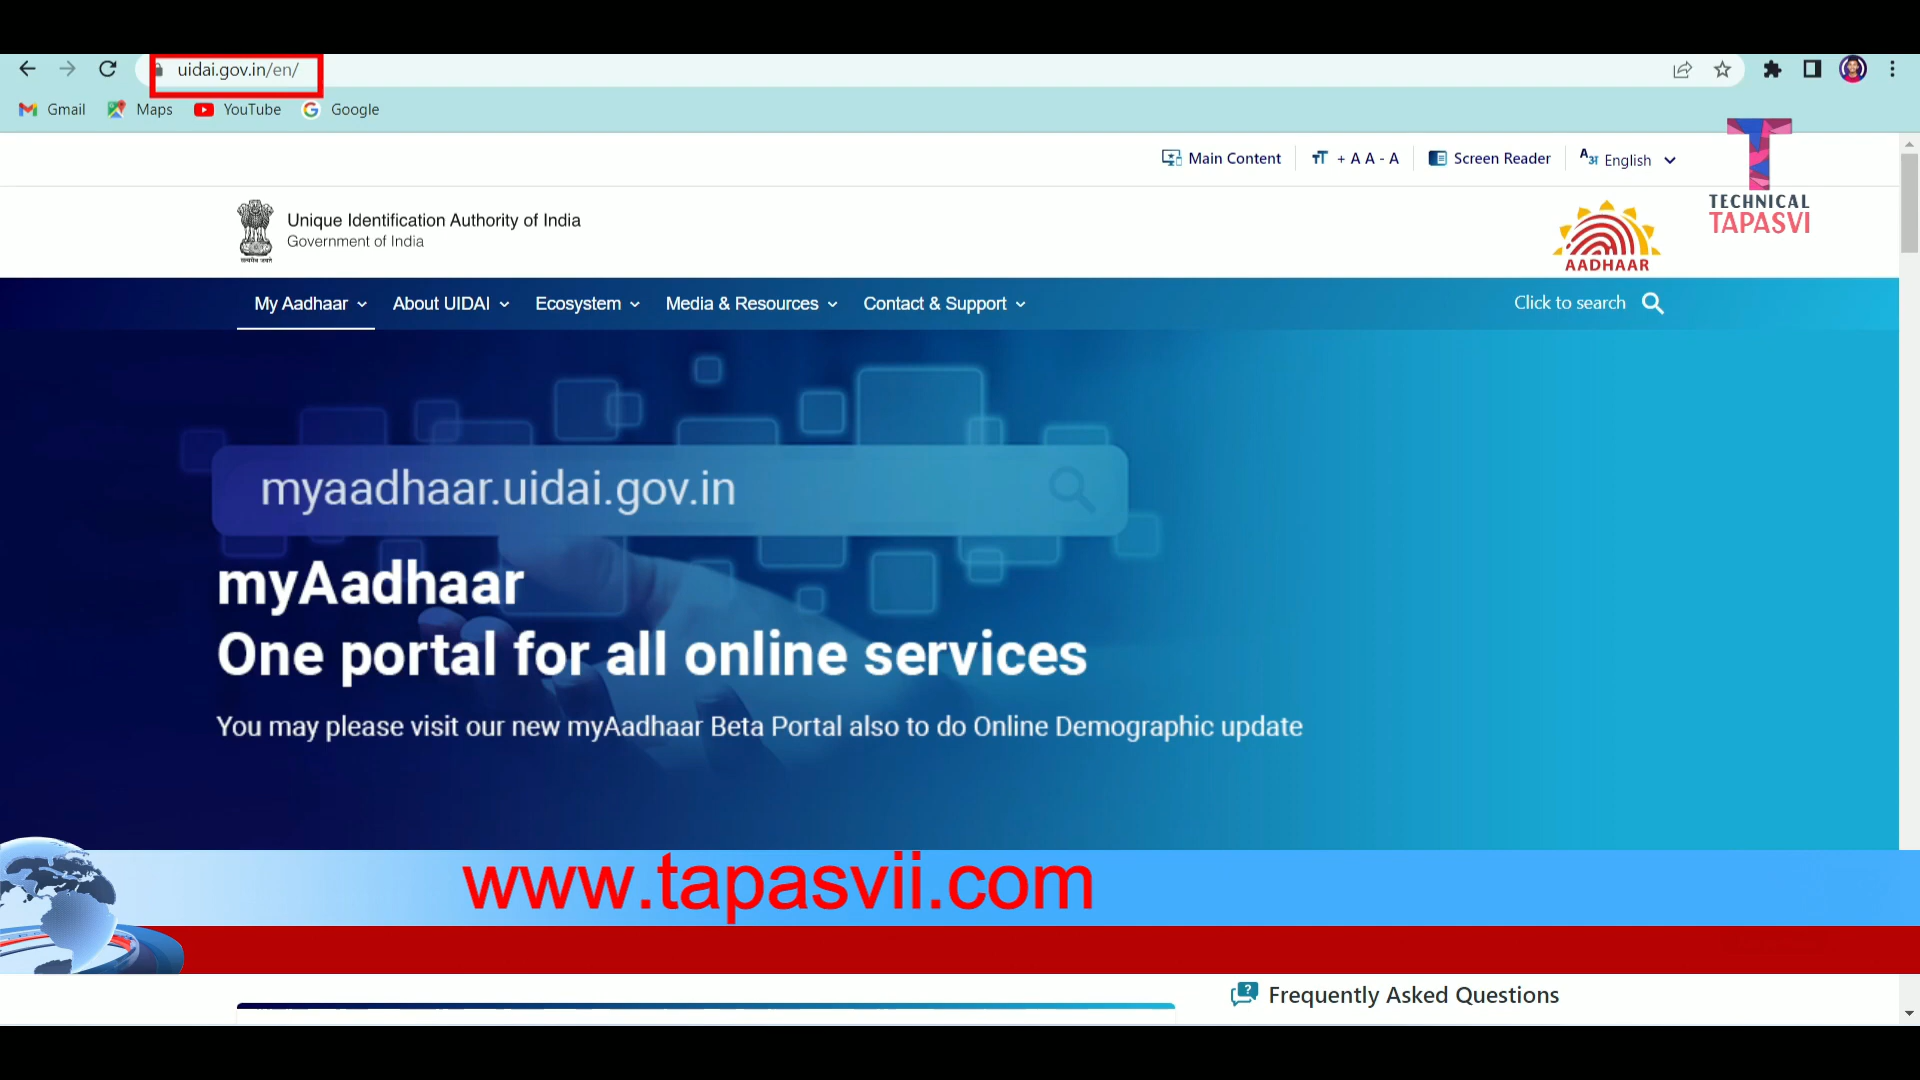 uidai.gov.in/en/
Gmail
Maps
YouTube
Google
Main Content
+ A A - A
Screen Reader
English
TECHNICAL
TAPASVI
Unique Identification Authority of India
Government of India
सत्यमेव जयते
AADHAAR
My Aadhaar
About UIDAI
Ecosystem
Media & Resources
Contact & Support
Click to search
myaadhaar.uidai.gov.in
myAadhaar
One portal for all online services
You may please visit our new myAadhaar Beta Portal also to do Online Demographic update
www.tapasvii.com
Frequently Asked Questions